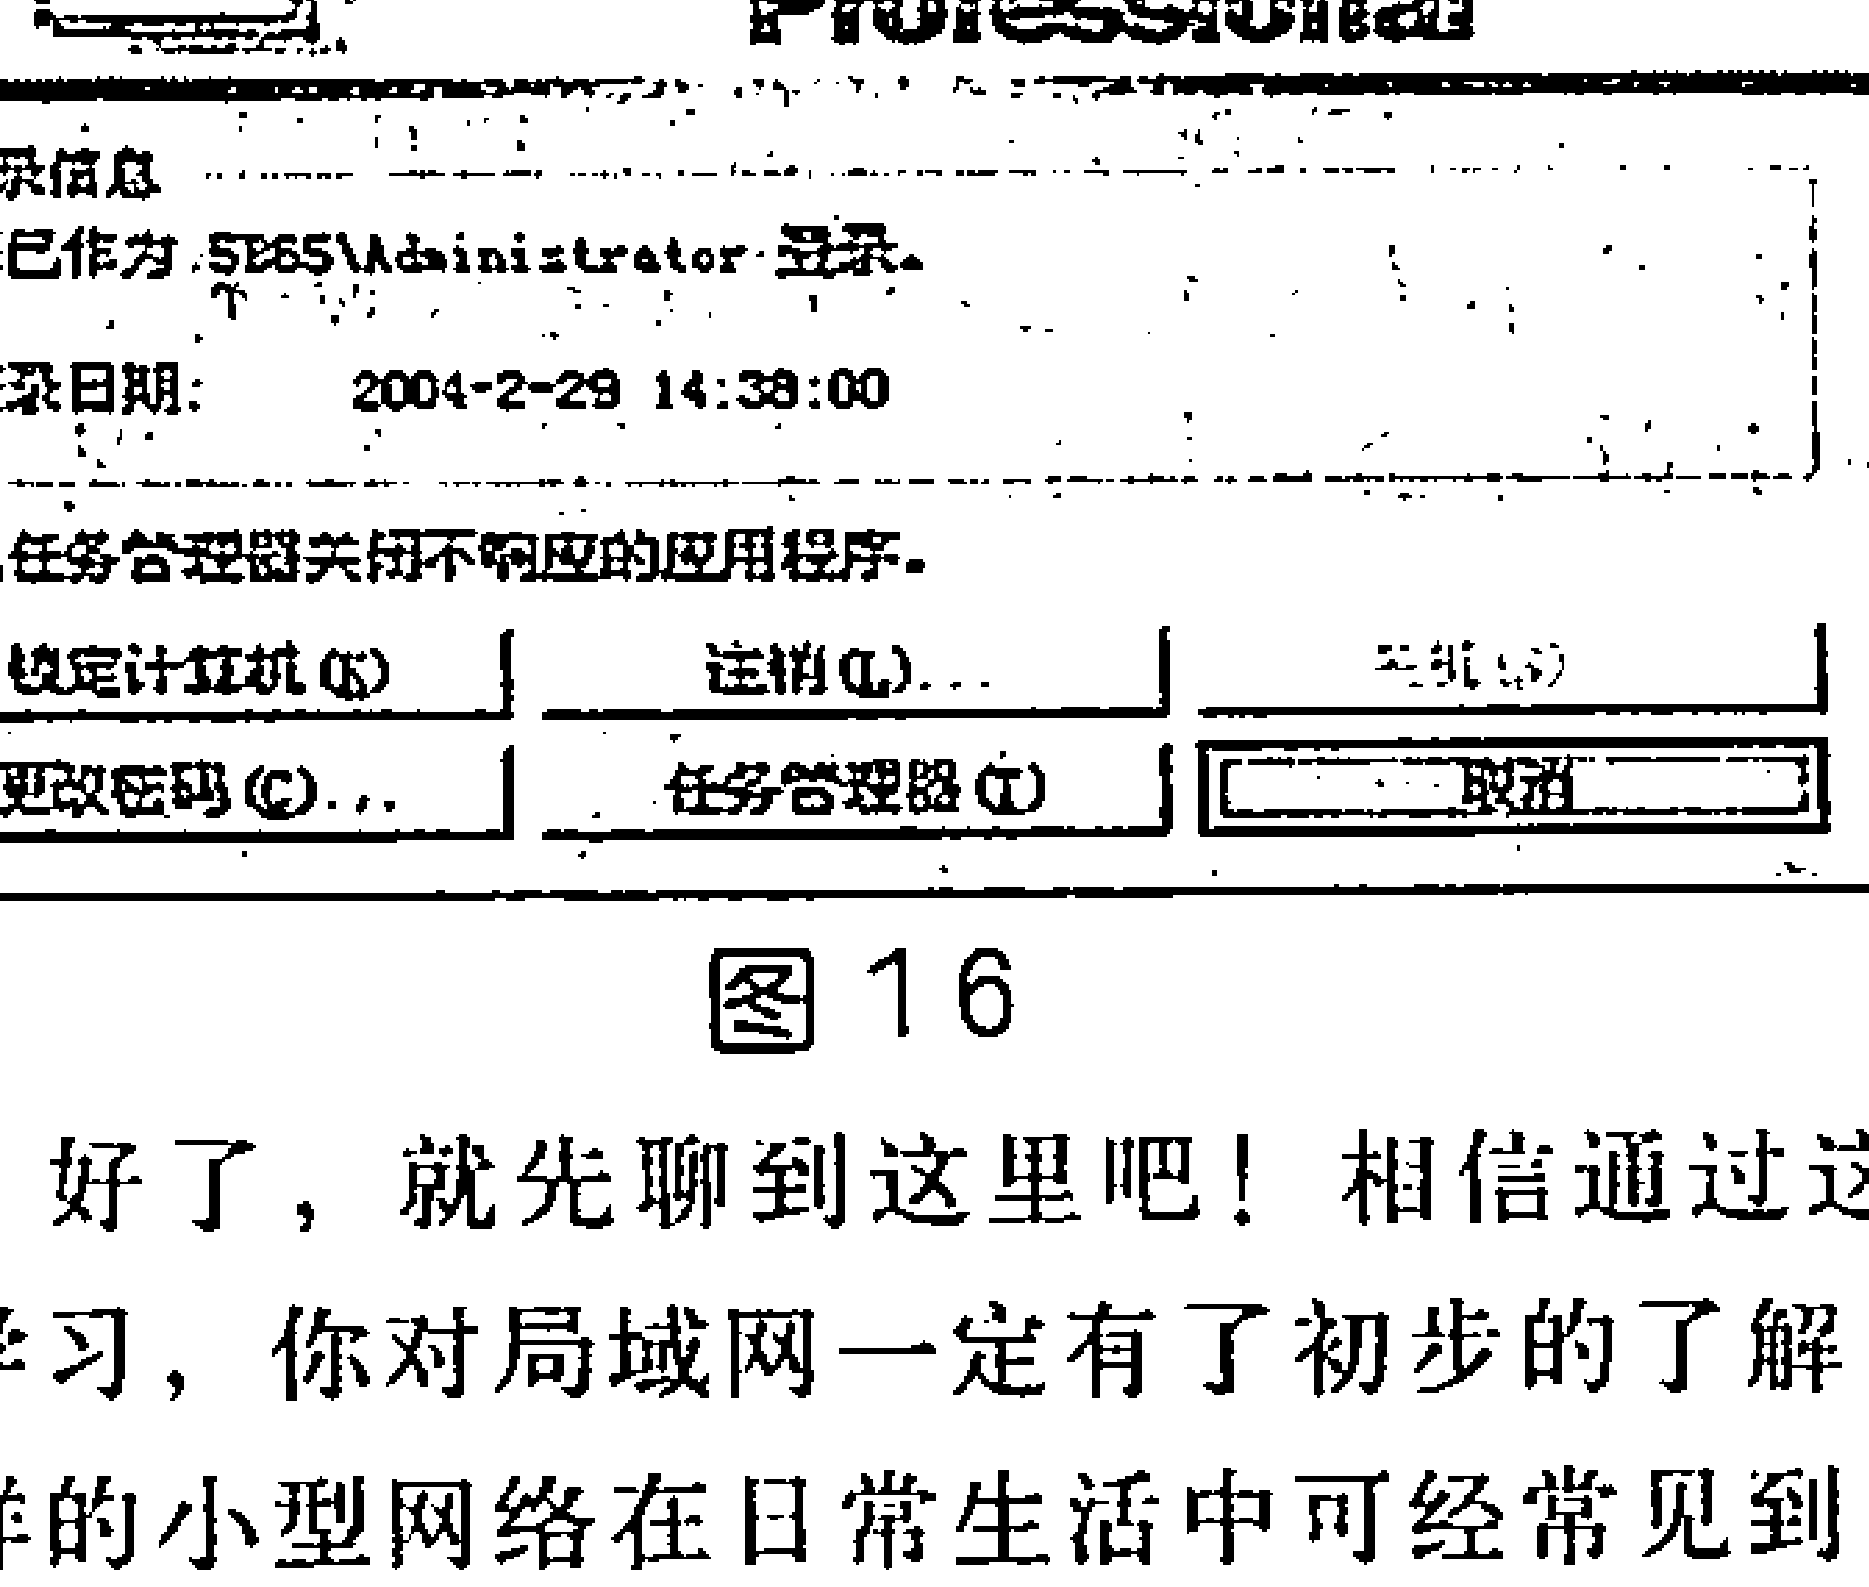 Professional
录信息
已作为 \Administrator 登录。
录日期: 2004-2-29 14:38:00
任务管理器关闭不响应的应用程序。
锁定计算机(K) 注销(L)... 关机(S)
更改密码(C)... 任务管理器(T) 取消
图 16
好了，就先聊到这里吧！相信通过这
学习，你对局域网一定有了初步的了解
样的小型网络在日常生活中可经常见到